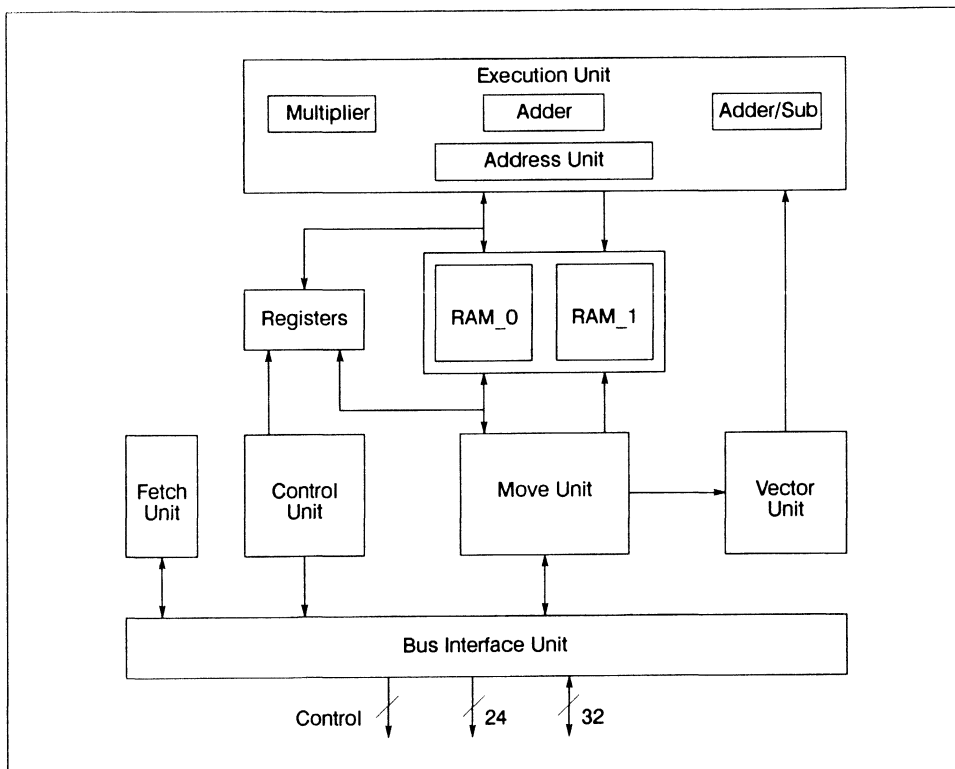 Execution Unit
Multiplier
Adder
Adder/Sub
Address Unit
Registers
RAM_0
RAM_1
Fetch
Unit
Control
Unit
Move Unit
Vector
Unit
Bus Interface Unit
Control
24
32